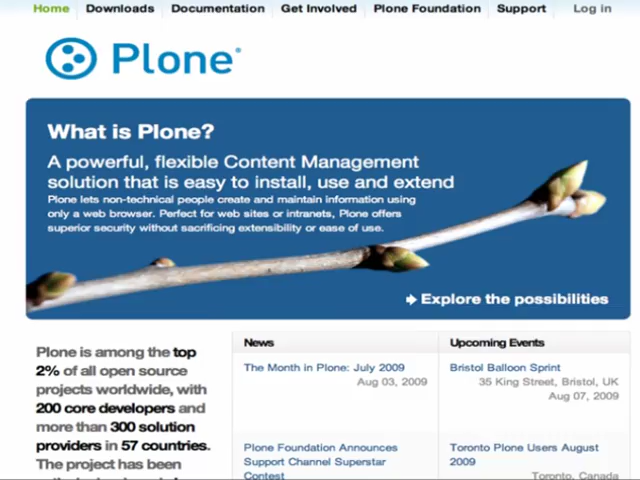 Home Downloads Documentation Get Involved Plone Foundation Support Log in
Plone®
What is Plone?
A powerful, flexible Content Management
solution that is easy to install, use and extend
Plone lets non-technical people create and maintain information using
only a web browser. Perfect for web sites or intranets, Plone offers
superior security without sacrificing extensibility or ease of use.
Explore the possibilities
Plone is among the top
2% of all open source
projects worldwide, with
200 core developers and
more than 300 solution
providers in 57 countries.
The project has been
News
The Month in Plone: July 2009
Aug 03, 2009
Plone Foundation Announces
Support Channel Superstar
Contest
Upcoming Events
Bristol Balloon Sprint
35 King Street, Bristol, UK
Aug 07, 2009
Toronto Plone Users August
2009
Toronto, Canada